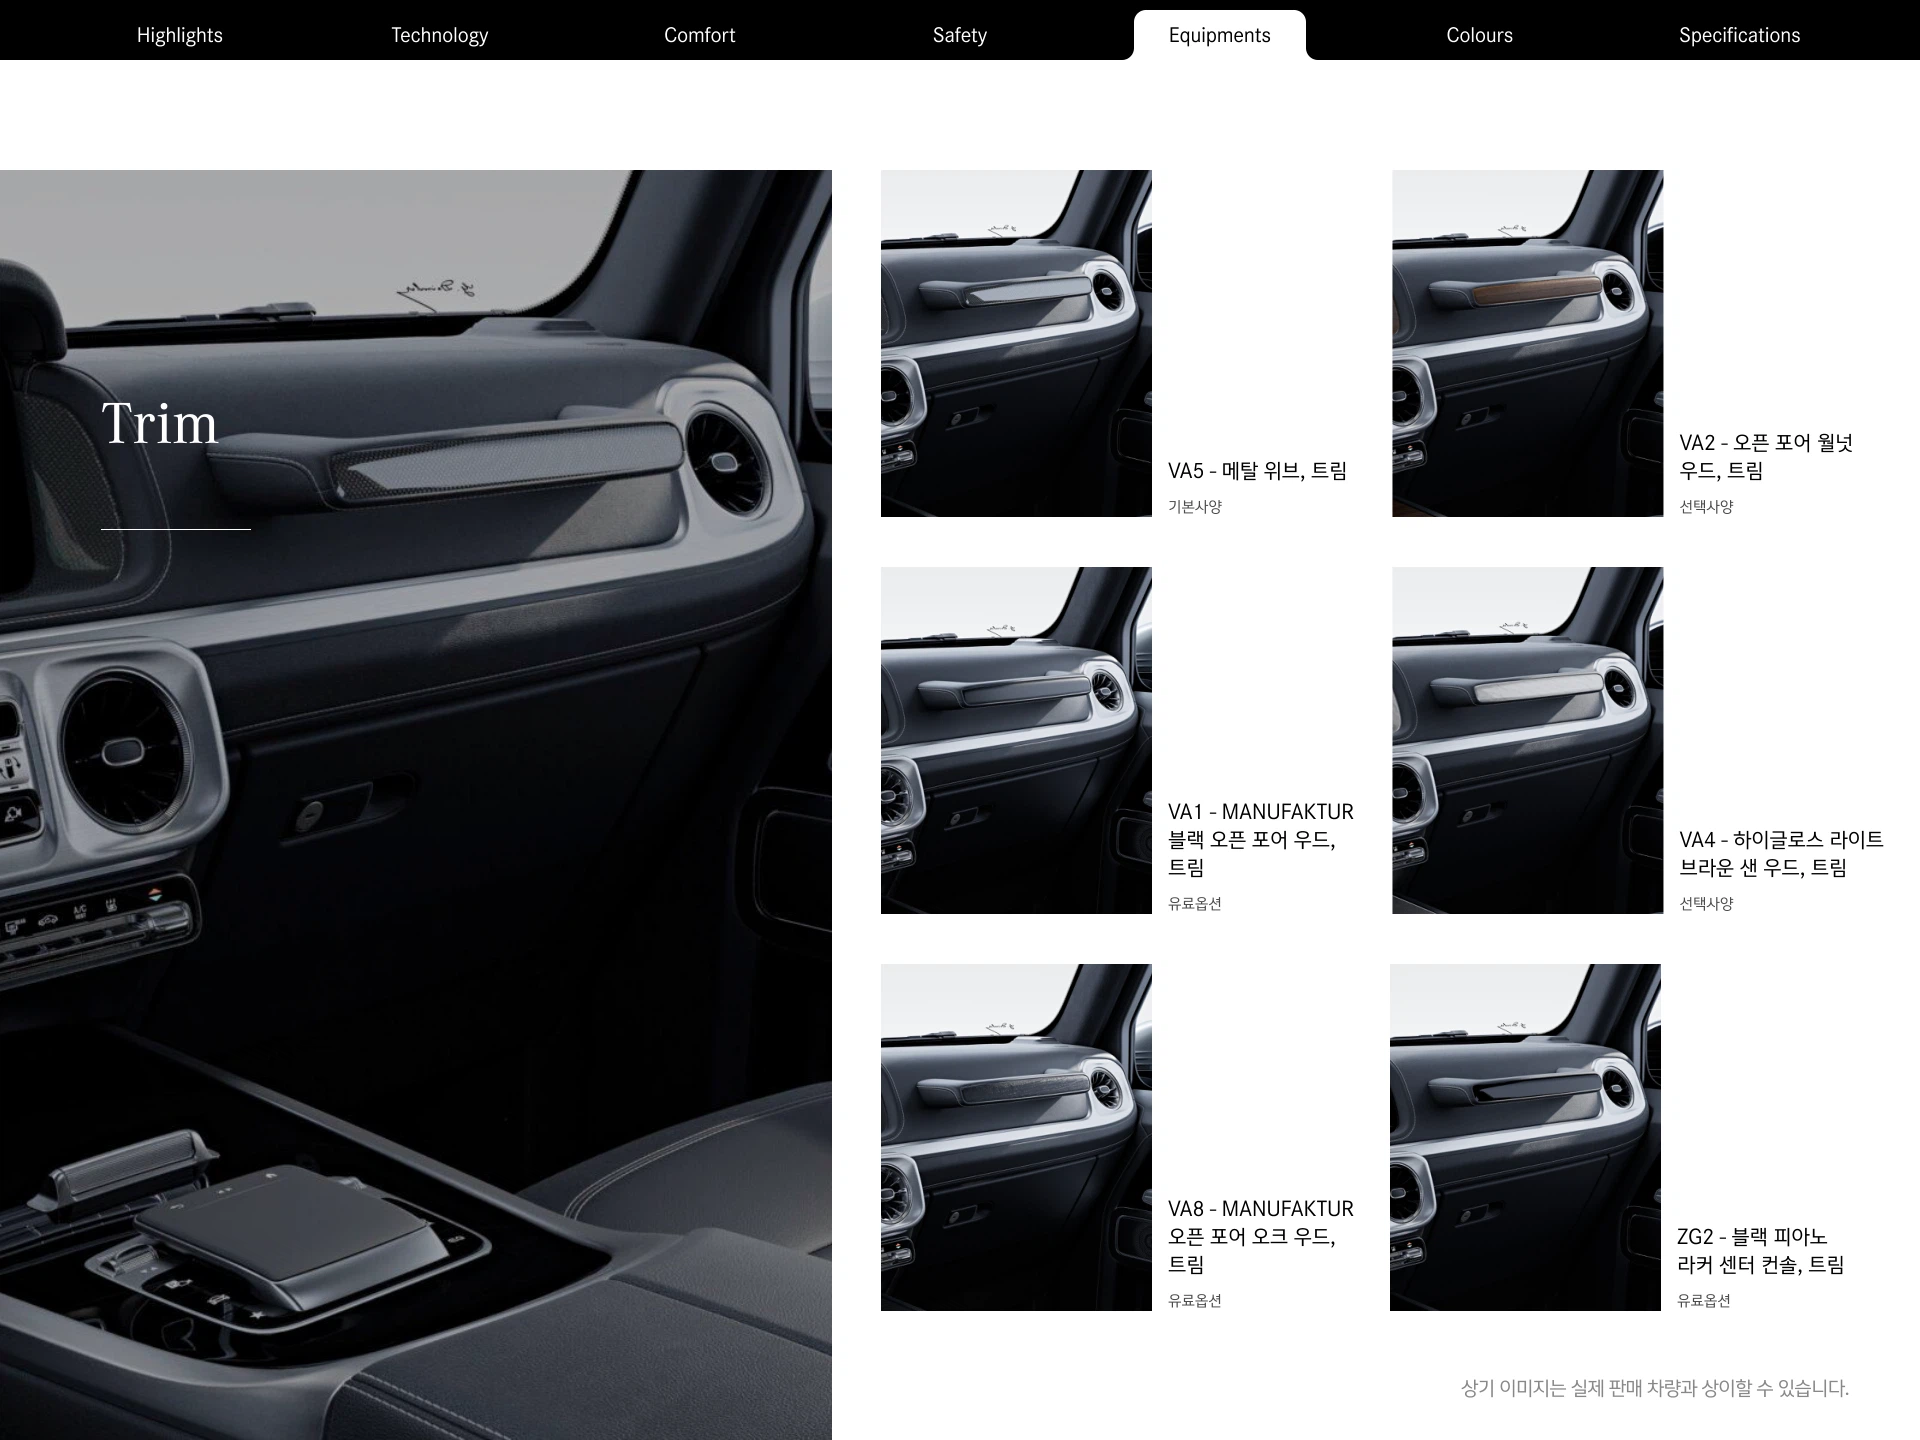 Highlights
Technology
Comfort
Safety
Equipments
Colours
Specifications
Trim
VA5 - 메탈 위브, 트림
기본사양
VA2 - 오픈 포어 월넛
우드, 트림
선택사양
VA1 - MANUFAKTUR
블랙 오픈 포어 우드,
트림
유료옵션
VA4 - 하이글로스 라이트
브라운 샌 우드, 트림
선택사양
VA8 - MANUFAKTUR
오픈 포어 오크 우드,
트림
유료옵션
ZG2 - 블랙 피아노
라커 센터 컨솔, 트림
유료옵션
상기 이미지는 실제 판매 차량과 상이할 수 있습니다.
A/C